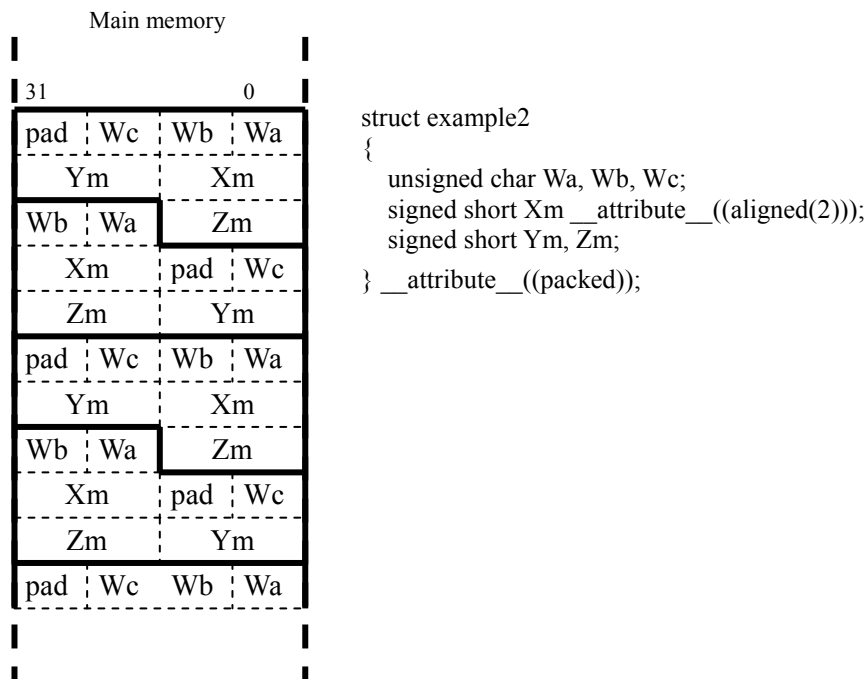 Main memory
31 0
pad Wc Wb Wa
Ym Xm
Wb Wa Zm
Xm pad Wc
Zm Ym
pad Wc Wb Wa
Ym Xm
Wb Wa Zm
Xm pad Wc
Zm Ym
pad Wc Wb Wa
struct example2
{
unsigned char Wa, Wb, Wc;
signed short Xm __attribute__((aligned(2)));
signed short Ym, Zm;
} __attribute__((packed));